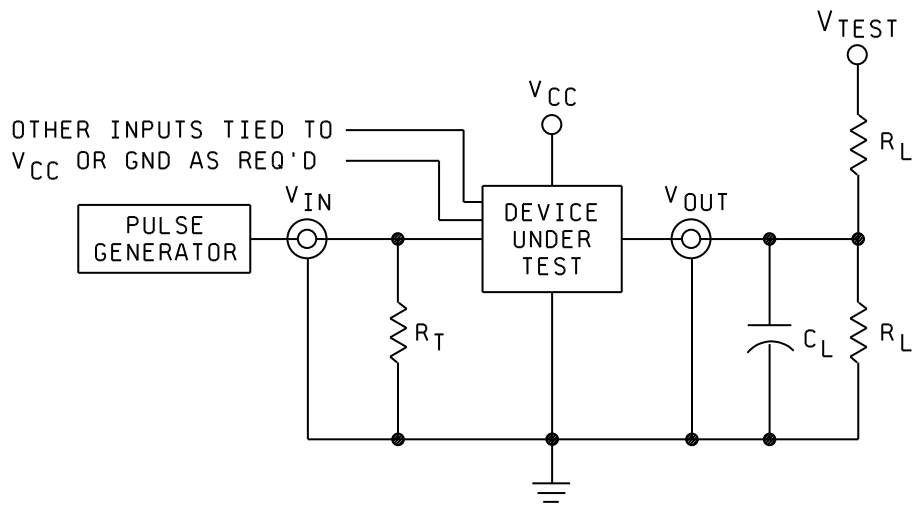 VTEST
VCC
OTHER INPUTS TIED TO
VCC OR GND AS REQ'D
RL
VIN
VOUT
PULSE
GENERATOR
DEVICE
UNDER
TEST
RT
CL
RL